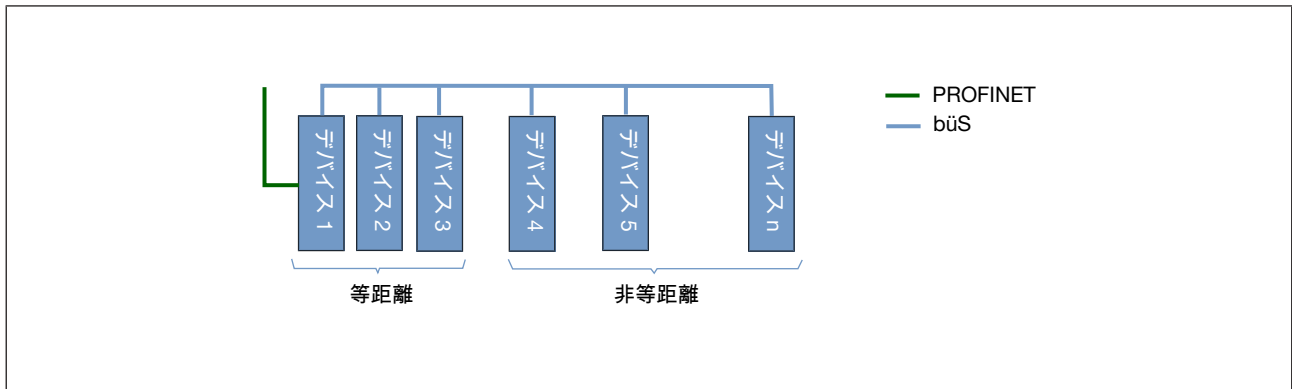 PROFINET
büS
デバイス 1
デバイス 2
デバイス 3
デバイス 4
デバイス 5
デバイス n
等距離
非等距離